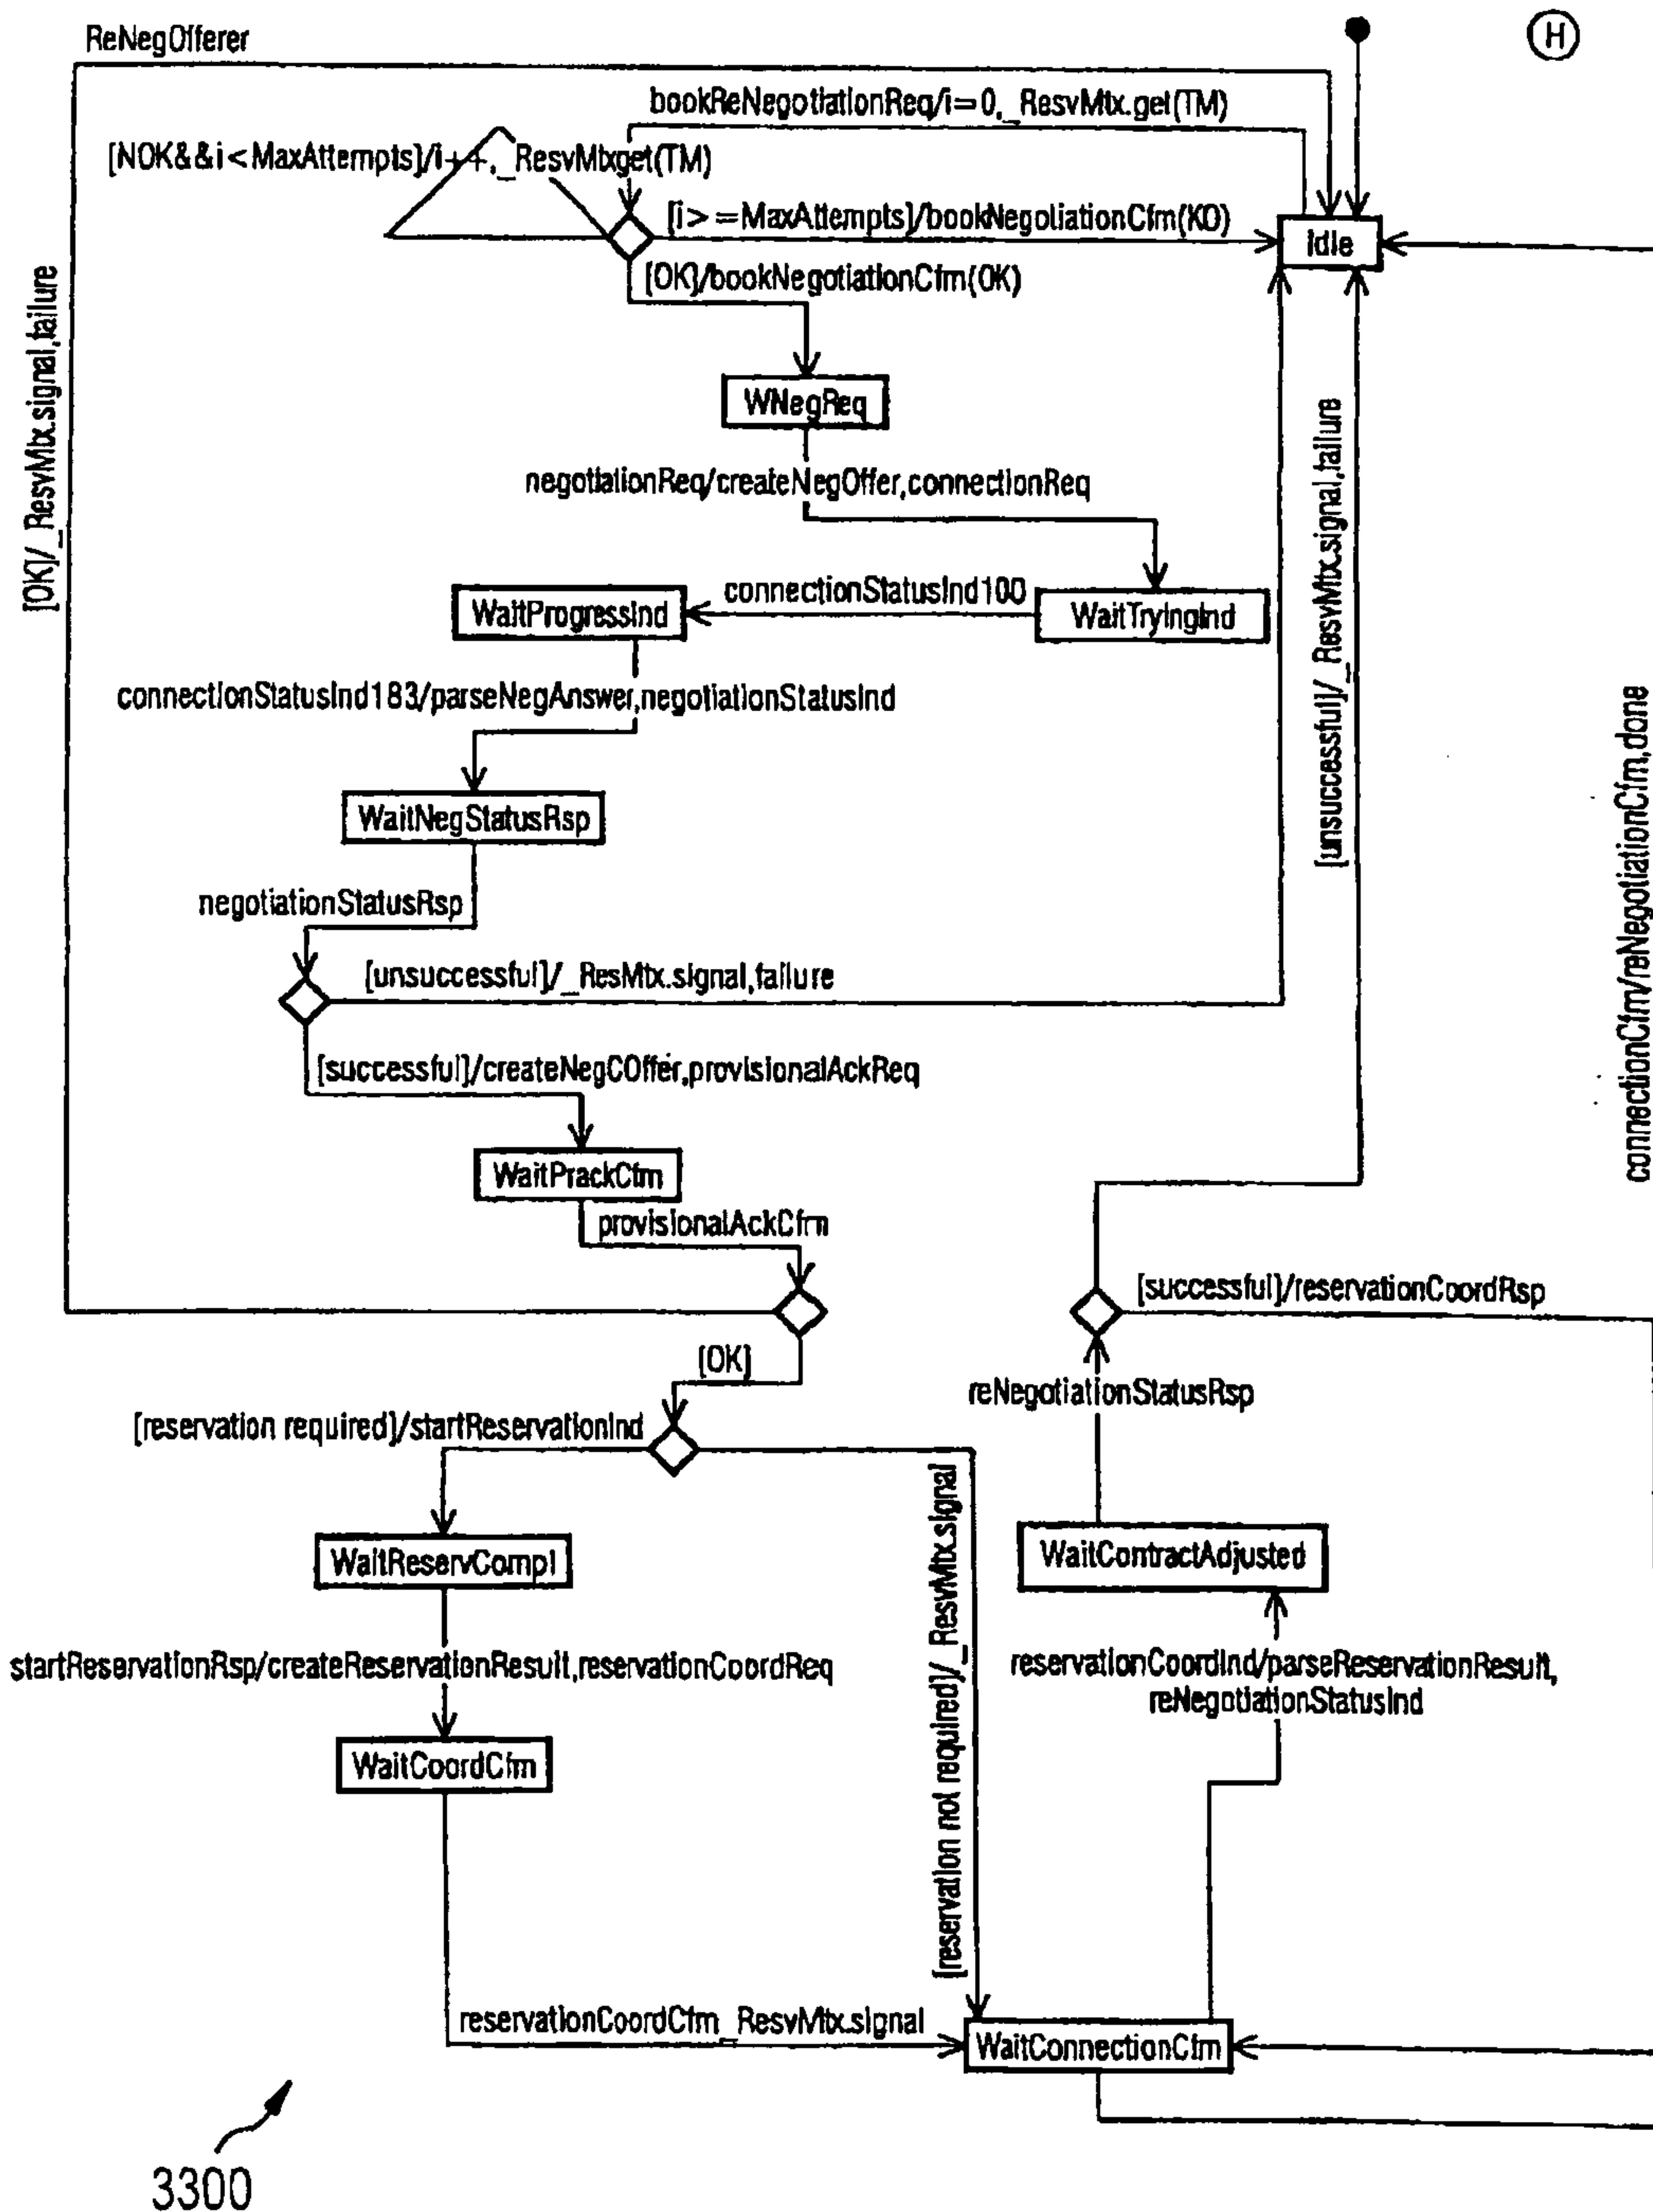 ReNegOfferer
H
bookReNegotiationReq/i=0,_ResvMtx.get(TM)
[NOK&&i<MaxAttempts]/i++,_ResvMtxget(TM)
[i>=MaxAttempts]/bookNegotiationCfm(KO)
Idle
[OK]/bookNegotiationCfm(OK)
[OK]/_ResvMtx.signal,failure
WNegReq
negotiationReq/createNegOffer,connectionReq
[unsuccessful]/_ResvMtx.signal,failure
WaitProgressInd
connectionStatusInd100
WaitTryingInd
connectionStatusInd183/parseNegAnswer,negotiationStatusInd
connectionCfm/reNegotiationCfm,done
WaitNegStatusRsp
negotiationStatusRsp
[unsuccessful]/_ResMtx.signal,failure
[successful]/createNegCOffer,provisionalAckReq
WaitPrackCfm
provisionalAckCfm
[successful]/reservationCoordRsp
[OK]
reNegotiationStatusRsp
[reservation required]/startReservationInd
[reservation not required]/_ResvMtx.signal
WaitReservCompl
WaitContractAdjusted
startReservationRsp/createReservationResult,reservationCoordReq
reservationCoordInd/parseReservationResult,
reNegotiationStatusInd
WaitCoordCfm
reservationCoordCfm_ResvMtx.signal
WaitConnectionCfm
3300